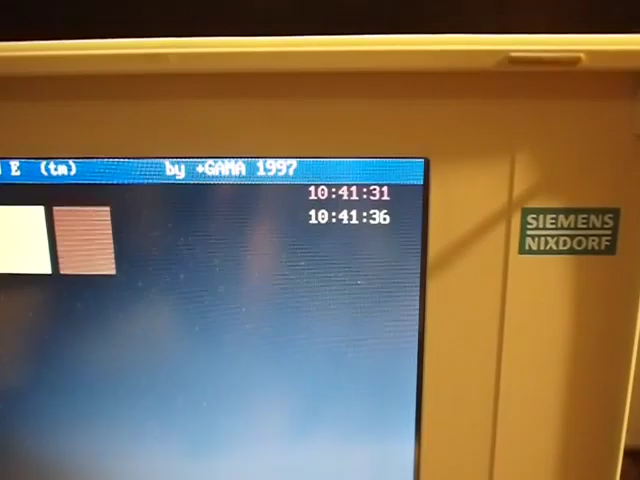 E (tm) by +GAMA 1997
10:41:31
10:41:36
SIEMENS
NIXDORF